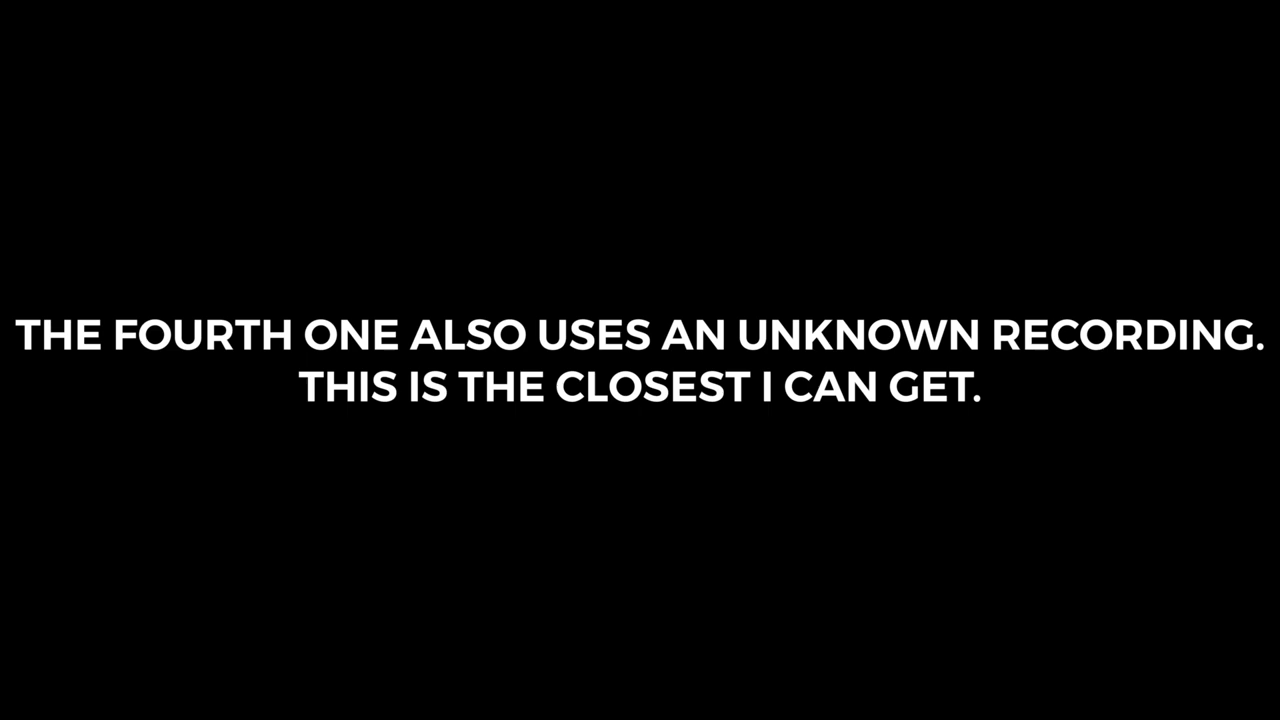 THE FOURTH ONE ALSO USES AN UNKNOWN RECORDING.
THIS IS THE CLOSEST I CAN GET.